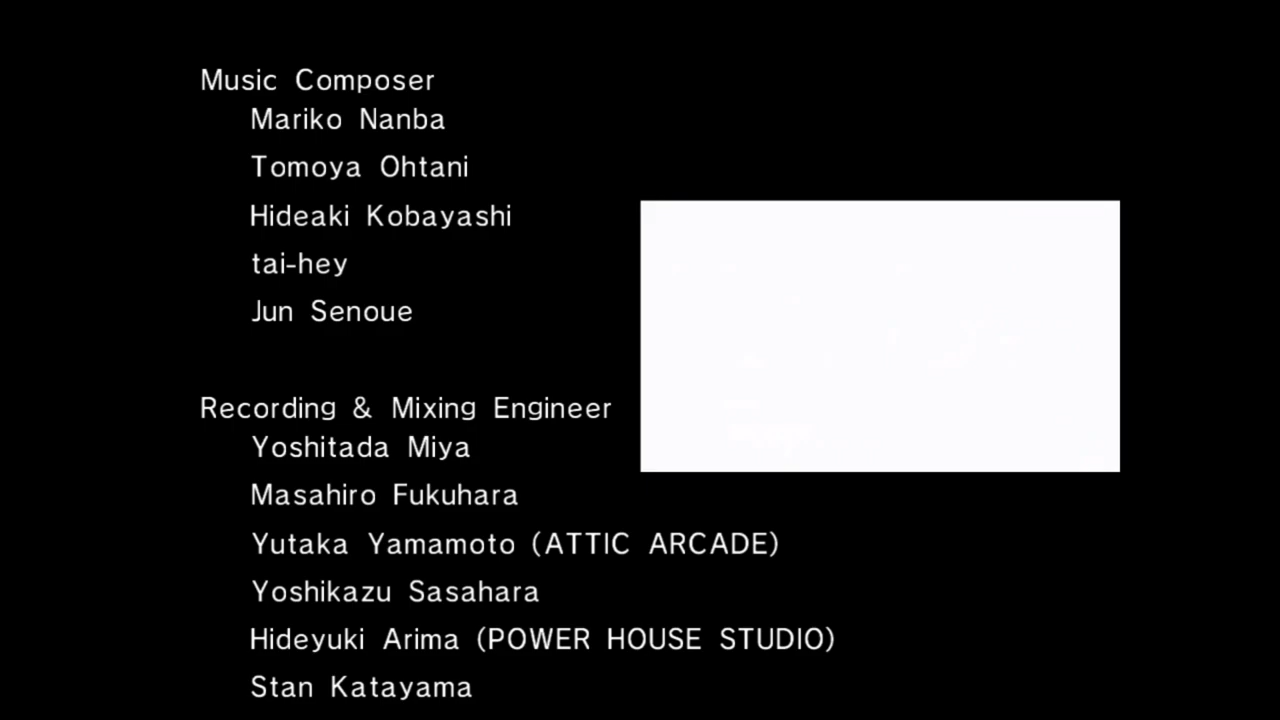 Music Composer
Mariko Nanba
Tomoya Ohtani
Hideaki Kobayashi
tai-hey
Jun Senoue
Recording & Mixing Engineer
Yoshitada Miya
Masahiro Fukuhara
Yutaka Yamamoto (ATTIC ARCADE)
Yoshikazu Sasahara
Hideyuki Arima (POWER HOUSE STUDIO)
Stan Katayama